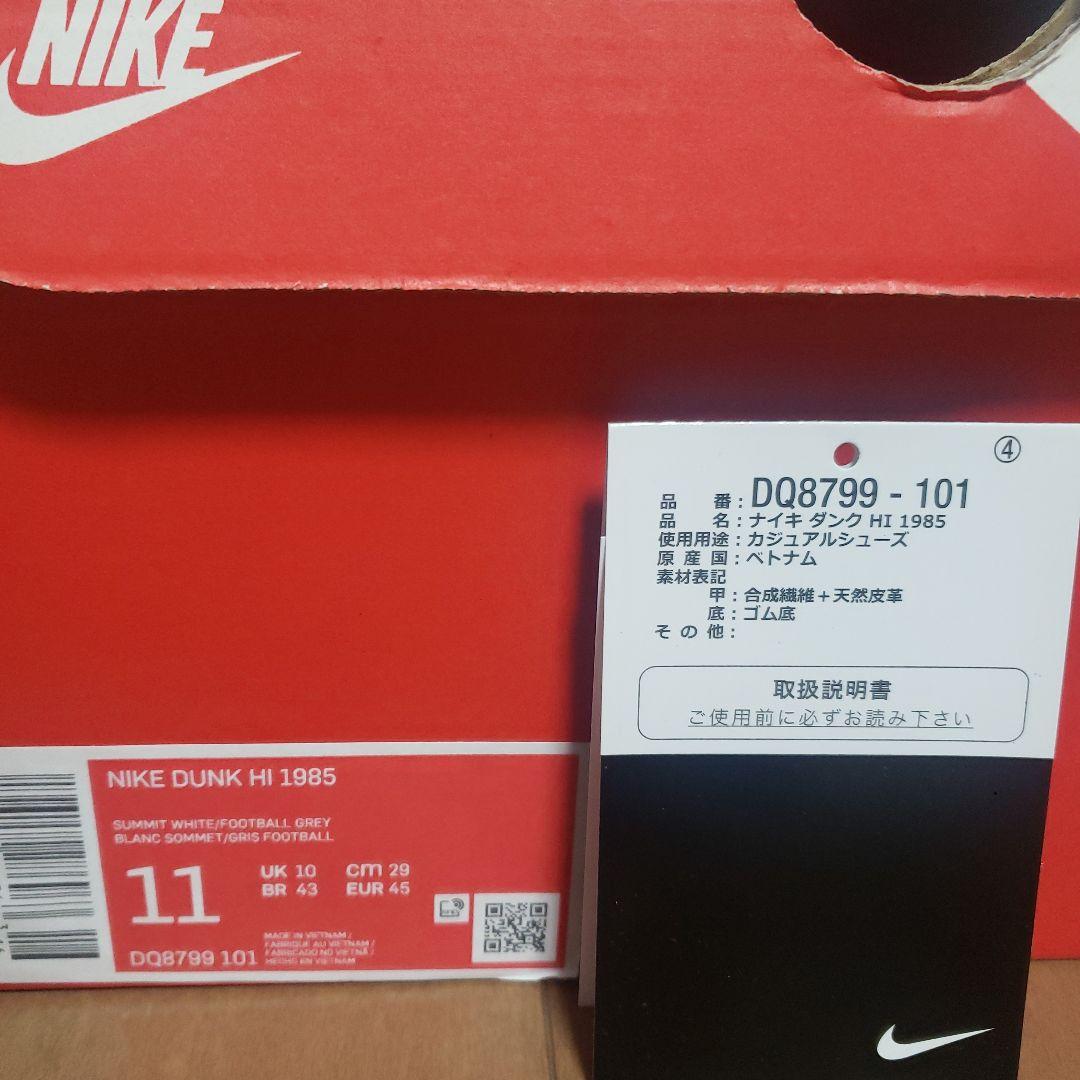 NIKE
④
品 番：DQ8799 - 101
品 名：ナイキ ダンク HI 1985
使用用途：カジュアルシューズ
原 産 国：ベトナム
素材表記
甲：合成繊維＋天然皮革
底：ゴム底
そ の 他：
取扱説明書
ご使用前に必ずお読み下さい
NIKE DUNK HI 1985
SUMMIT WHITE/FOOTBALL GREY
BLANC SOMMET/GRIS FOOTBALL
11
UK 10 cm 29
BR 43 EUR 45
MADE IN VIETNAM /
FABRIQUE AU VIETNAM /
FABRICADO NO VIETNÃ /
HECHO EN VIETNAM
DQ8799 101